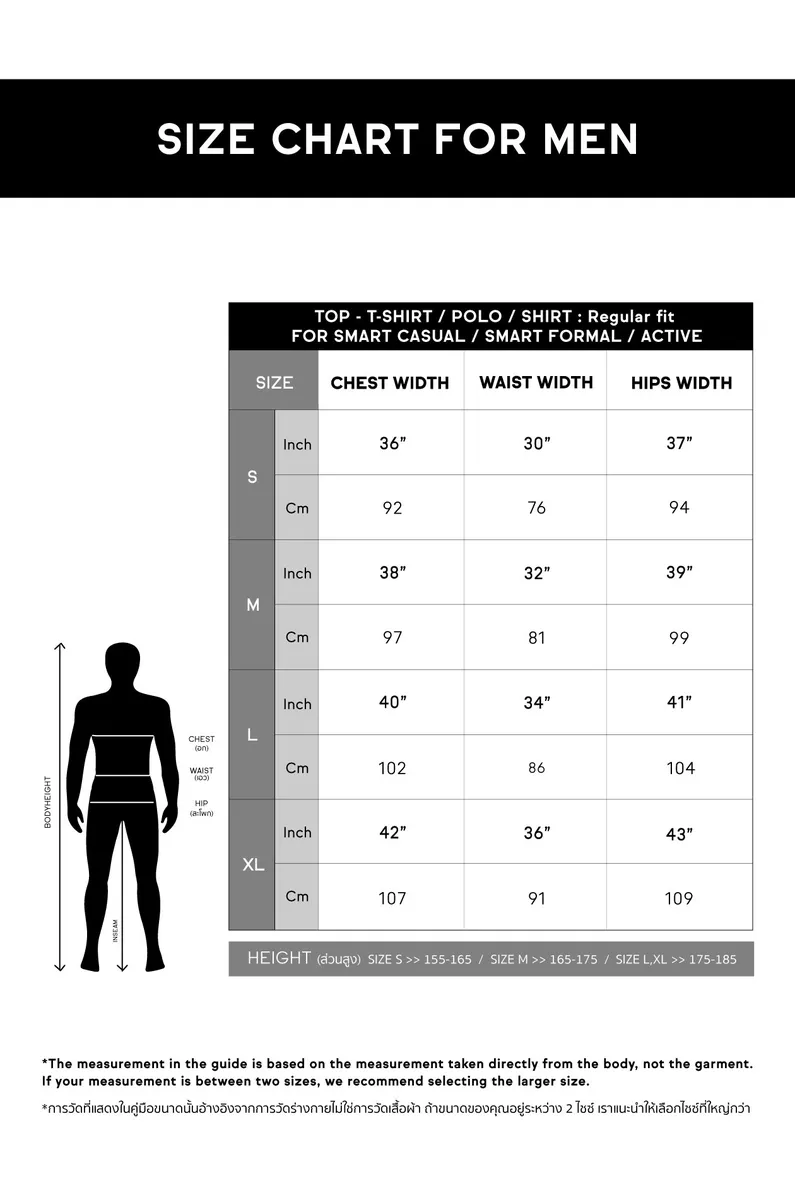 SIZE CHART FOR MEN
TOP - T-SHIRT / POLO / SHIRT : Regular fit
FOR SMART CASUAL / SMART FORMAL / ACTIVE
SIZE CHEST WIDTH WAIST WIDTH HIPS WIDTH
S
Inch 36” 30” 37”
Cm 92 76 94
M
Inch 38” 32” 39”
Cm 97 81 99
L
Inch 40” 34” 41”
Cm 102 86 104
XL
Inch 42” 36” 43”
Cm 107 91 109
CHEST
(อก)
WAIST
(เอว)
HIP
(สะโพก)
BODYHEIGHT
INSEAM
HEIGHT (ส่วนสูง) SIZE S >> 155-165 / SIZE M >> 165-175 / SIZE L,XL >> 175-185
*The measurement in the guide is based on the measurement taken directly from the body, not the garment.
If your measurement is between two sizes, we recommend selecting the larger size.
*การวัดที่แสดงในคู่มือขนาดนั้นอ้างอิงจากการวัดร่างกายไม่ใช่การวัดเสื้อผ้า ถ้าขนาดของคุณอยู่ระหว่าง 2 ไซซ์ เราแนะนำให้เลือกไซซ์ที่ใหญ่กว่า